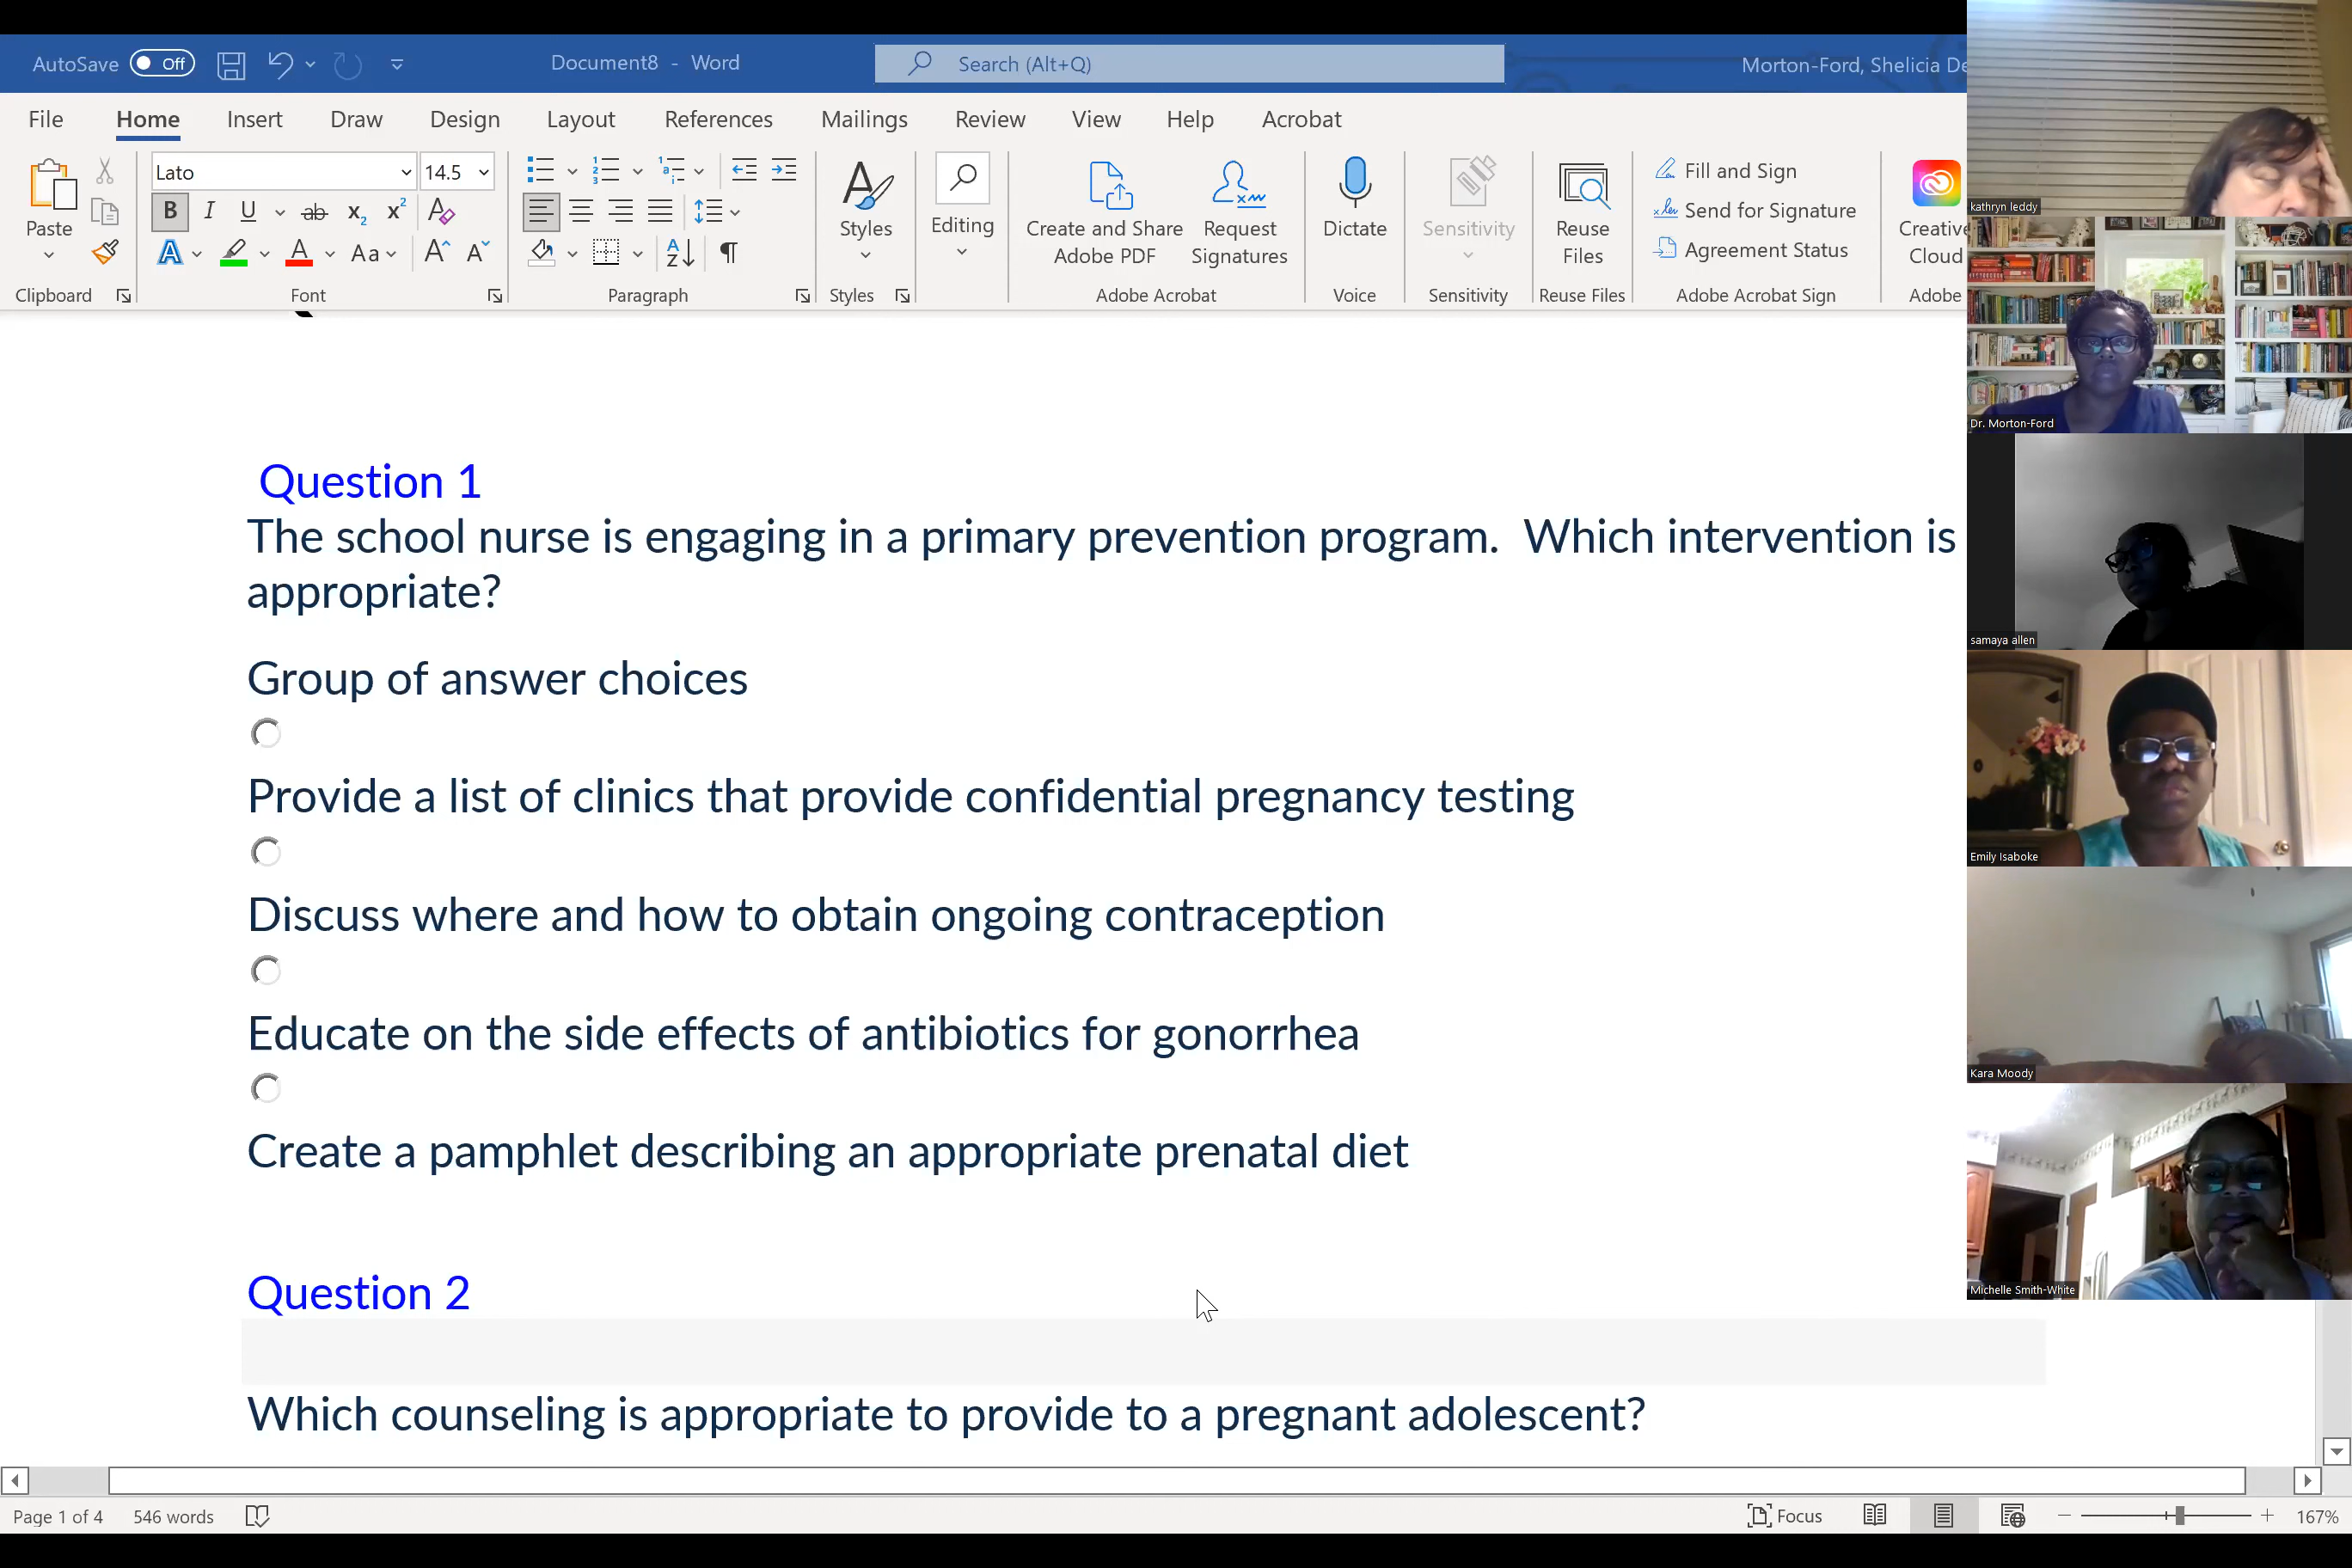 AutoSave Off Document8 - Word Search (Alt+Q) Morton-Ford, Shelicia De
File Home Insert Draw Design Layout References Mailings Review View Help Acrobat
Paste
Clipboard
Lato 14.5
B I U ab x2 x2 A
A A Aa A A
Font
A Z ¶
Paragraph
Styles
Styles
Editing
Create and Share
Adobe PDF
Request
Signatures
Adobe Acrobat
Dictate
Voice
Sensitivity
Sensitivity
Reuse
Files
Reuse Files
Fill and Sign
Send for Signature
Agreement Status
Adobe Acrobat Sign
Creative
Cloud
Adobe
Question 1
The school nurse is engaging in a primary prevention program. Which intervention is
appropriate?
Group of answer choices
Provide a list of clinics that provide confidential pregnancy testing
Discuss where and how to obtain ongoing contraception
Educate on the side effects of antibiotics for gonorrhea
Create a pamphlet describing an appropriate prenatal diet
Question 2
Which counseling is appropriate to provide to a pregnant adolescent?
kathryn leddy
Dr. Morton-Ford
samaya allen
Emily Isaboke
Kara Moody
Michelle Smith-White
Page 1 of 4 546 words Focus 167%